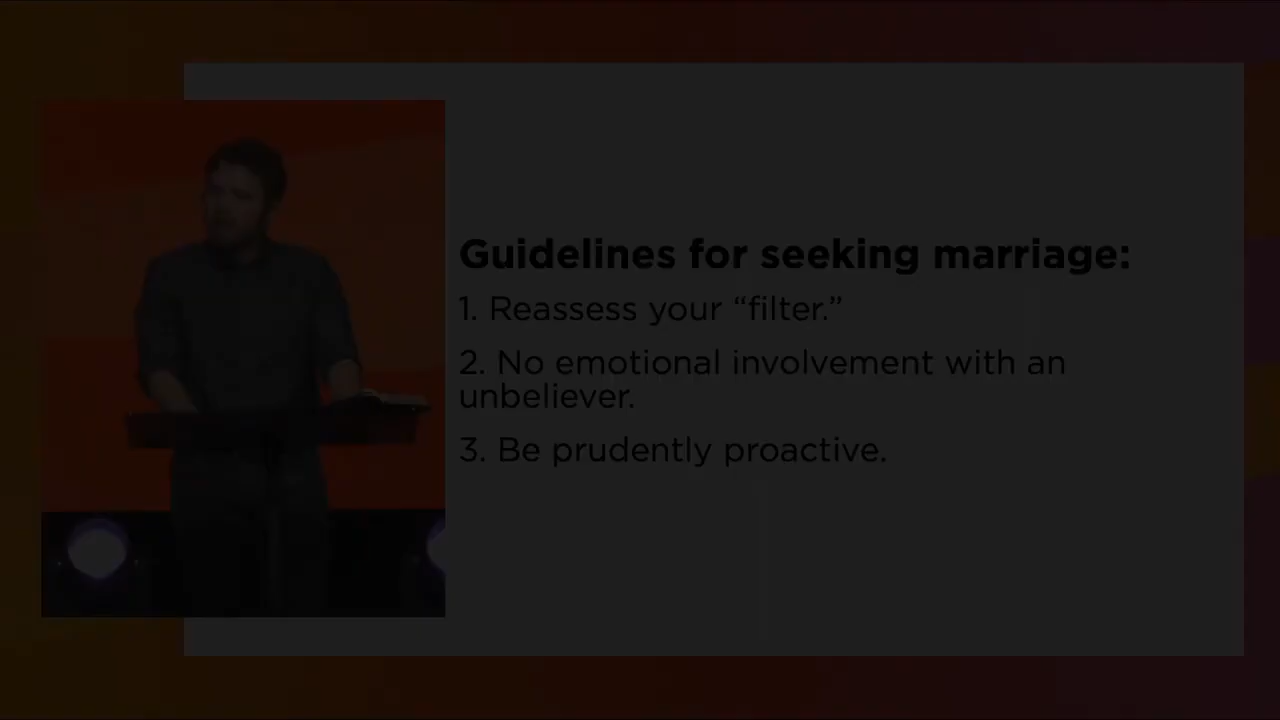 Guidelines for seeking marriage:
1. Reassess your “filter.”
2. No emotional involvement with an
unbeliever.
3. Be prudently proactive.